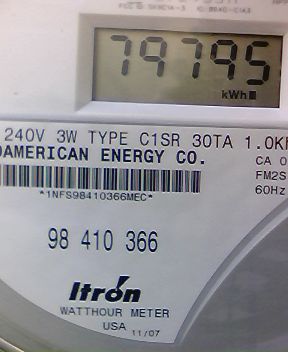 79795
kWh
240V 3W TYPE C1SR 30TA 1.0K
AMERICAN ENERGY CO.
CA 0
FM2S
60Hz
*1NFS98410366MEC*
98 410 366
Itron
WATTHOUR METER
USA 11/07